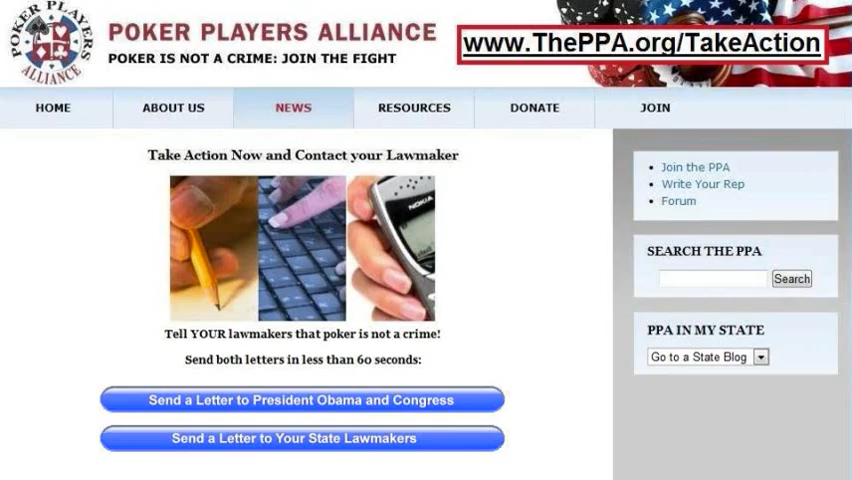 POKER PLAYERS
ALLIANCE
POKER PLAYERS ALLIANCE
POKER IS NOT A CRIME: JOIN THE FIGHT
www.ThePPA.org/TakeAction
HOME
ABOUT US
NEWS
RESOURCES
DONATE
JOIN
Take Action Now and Contact your Lawmaker
NOKIA
Tell YOUR lawmakers that poker is not a crime!
Send both letters in less than 60 seconds:
Send a Letter to President Obama and Congress
Send a Letter to Your State Lawmakers
Join the PPA
Write Your Rep
Forum
SEARCH THE PPA
Search
PPA IN MY STATE
Go to a State Blog